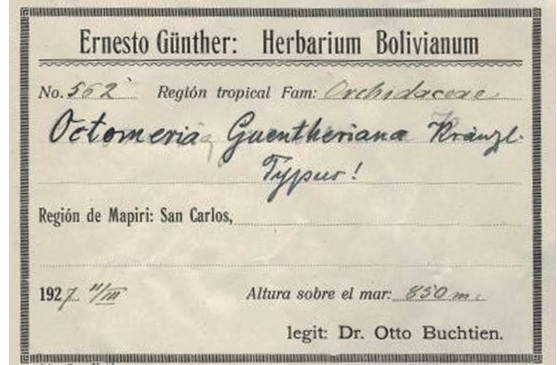 Ernesto Günther: Herbarium Bolivianum
No. 562 Región tropical Fam: Orchidaceae
Octomeria Guentheriana Kränzl.
Typus!
Región de Mapiri: San Carlos,
1927 11/III Altura sobre el mar: 850 m.
legit: Dr. Otto Buchtien.